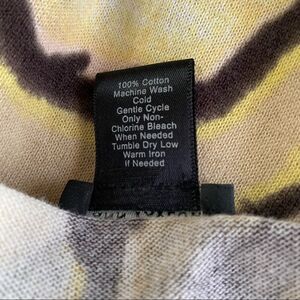 100% Cotton
Machine Wash
Cold
Gentle Cycle
Only Non-
Chlorine Bleach
When Needed
Tumble Dry Low
Warm Iron
If Needed